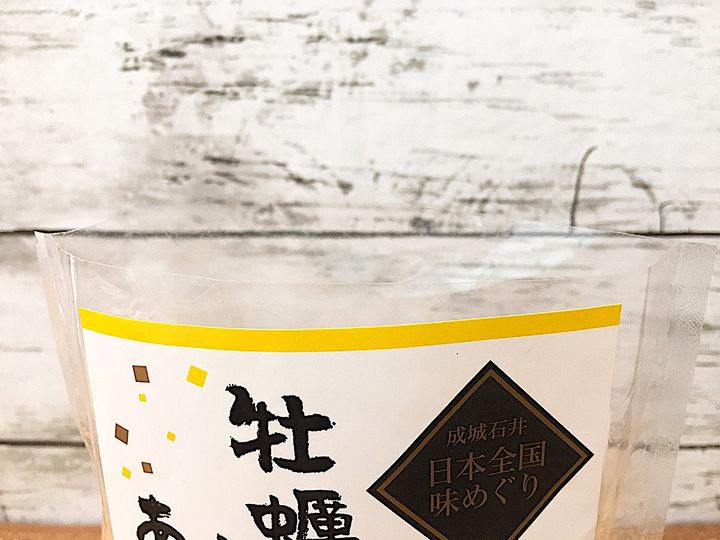 牡蠣
あ
成城石井
日本全国
味めぐり